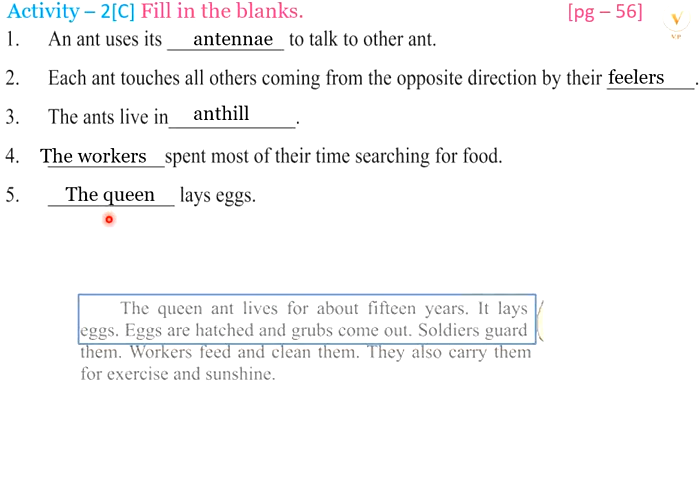 Activity – 2[C] Fill in the blanks. [pg – 56]
VP
1. An ant uses its antennae to talk to other ant.
2. Each ant touches all others coming from the opposite direction by their feelers.
3. The ants live in anthill.
4. The workers spent most of their time searching for food.
5. The queen lays eggs.
The queen ant lives for about fifteen years. It lays
eggs. Eggs are hatched and grubs come out. Soldiers guard
them. Workers feed and clean them. They also carry them
for exercise and sunshine.